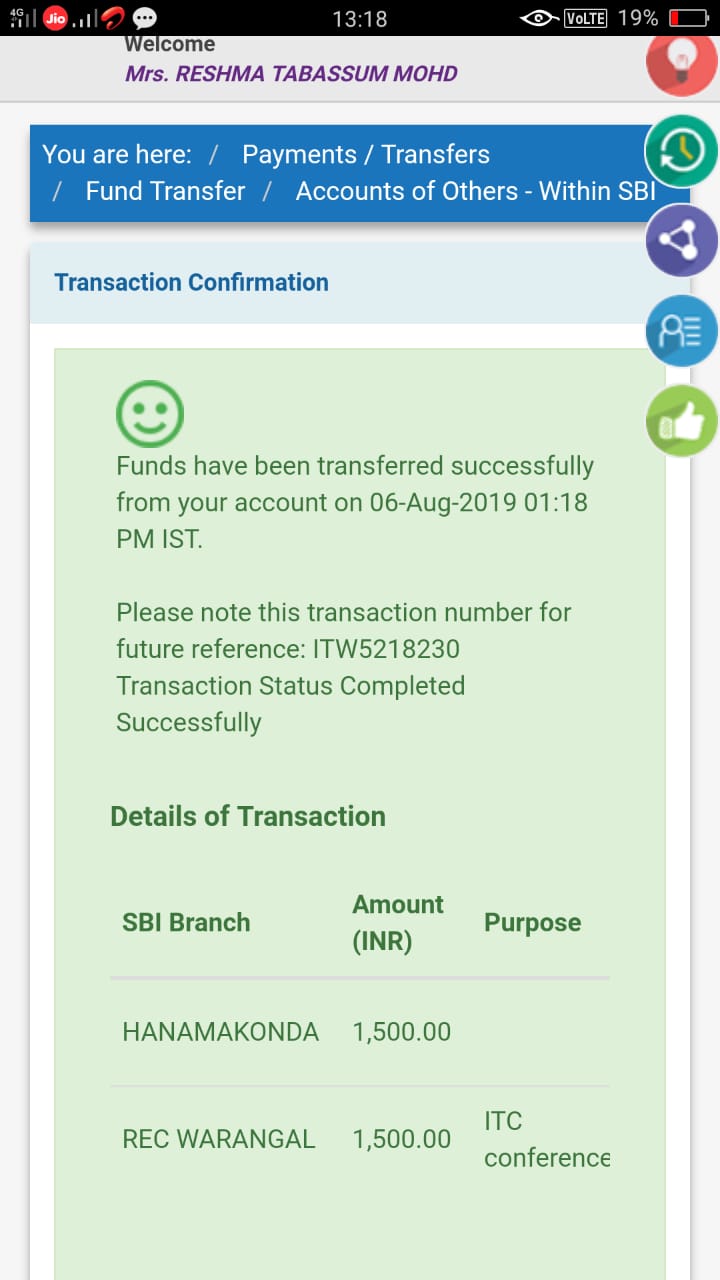 4G Jio 13:18 VoLTE 19%
Welcome
Mrs. RESHMA TABASSUM MOHD
You are here: / Payments / Transfers
/ Fund Transfer / Accounts of Others - Within SBI
Transaction Confirmation
Funds have been transferred successfully
from your account on 06-Aug-2019 01:18
PM IST.
Please note this transaction number for
future reference: ITW5218230
Transaction Status Completed
Successfully
Details of Transaction
SBI Branch Amount (INR) Purpose
HANAMAKONDA 1,500.00
REC WARANGAL 1,500.00 ITC conference